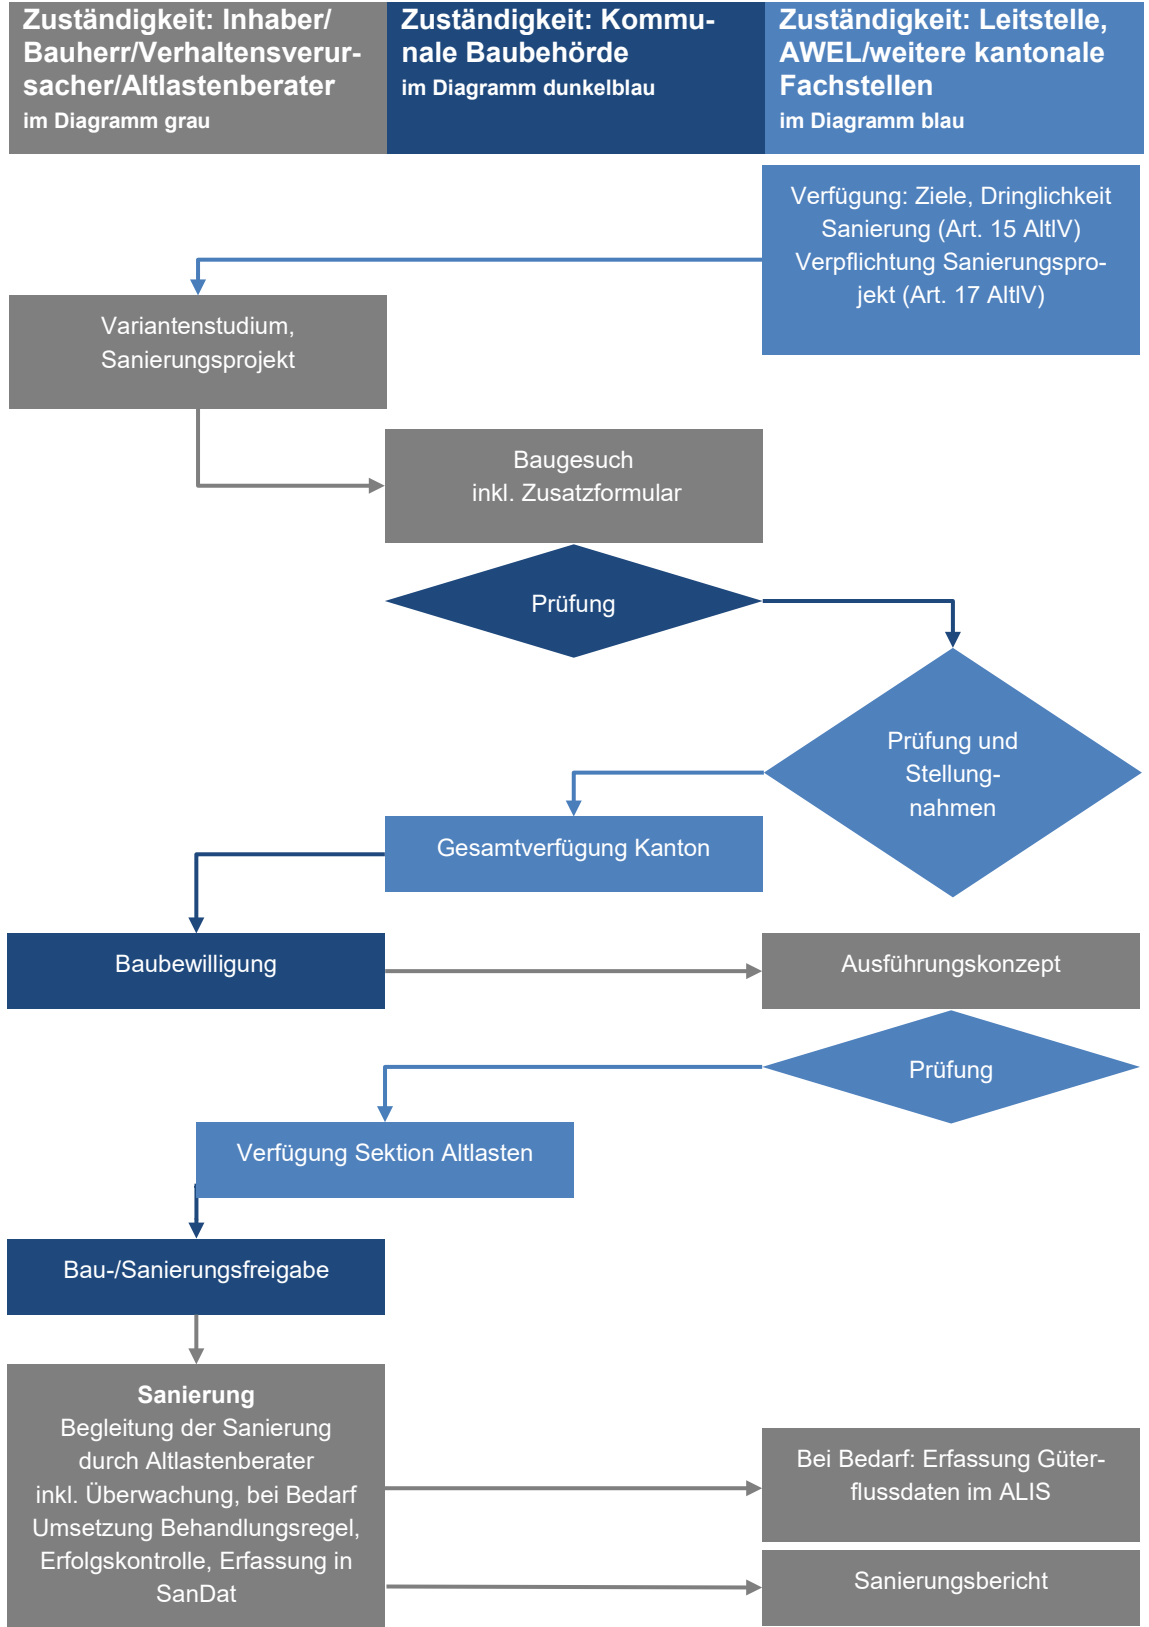 Zuständigkeit: Inhaber/
Bauherr/Verhaltensverur-
sacher/Altlastenberater
im Diagramm grau
Zuständigkeit: Kommu-
nale Baubehörde
im Diagramm dunkelblau
Zuständigkeit: Leitstelle,
AWEL/weitere kantonale
Fachstellen
im Diagramm blau
Verfügung: Ziele, Dringlichkeit
Sanierung (Art. 15 AltlV)
Verpflichtung Sanierungspro-
jekt (Art. 17 AltlV)
Variantenstudium,
Sanierungsprojekt
Baugesuch
inkl. Zusatzformular
Prüfung
Prüfung und
Stellung-
nahmen
Gesamtverfügung Kanton
Baubewilligung
Ausführungskonzept
Prüfung
Verfügung Sektion Altlasten
Bau-/Sanierungsfreigabe
Sanierung
Begleitung der Sanierung
durch Altlastenberater
inkl. Überwachung, bei Bedarf
Umsetzung Behandlungsregel,
Erfolgskontrolle, Erfassung in
SanDat
Bei Bedarf: Erfassung Güter-
flussdaten im ALIS
Sanierungsbericht